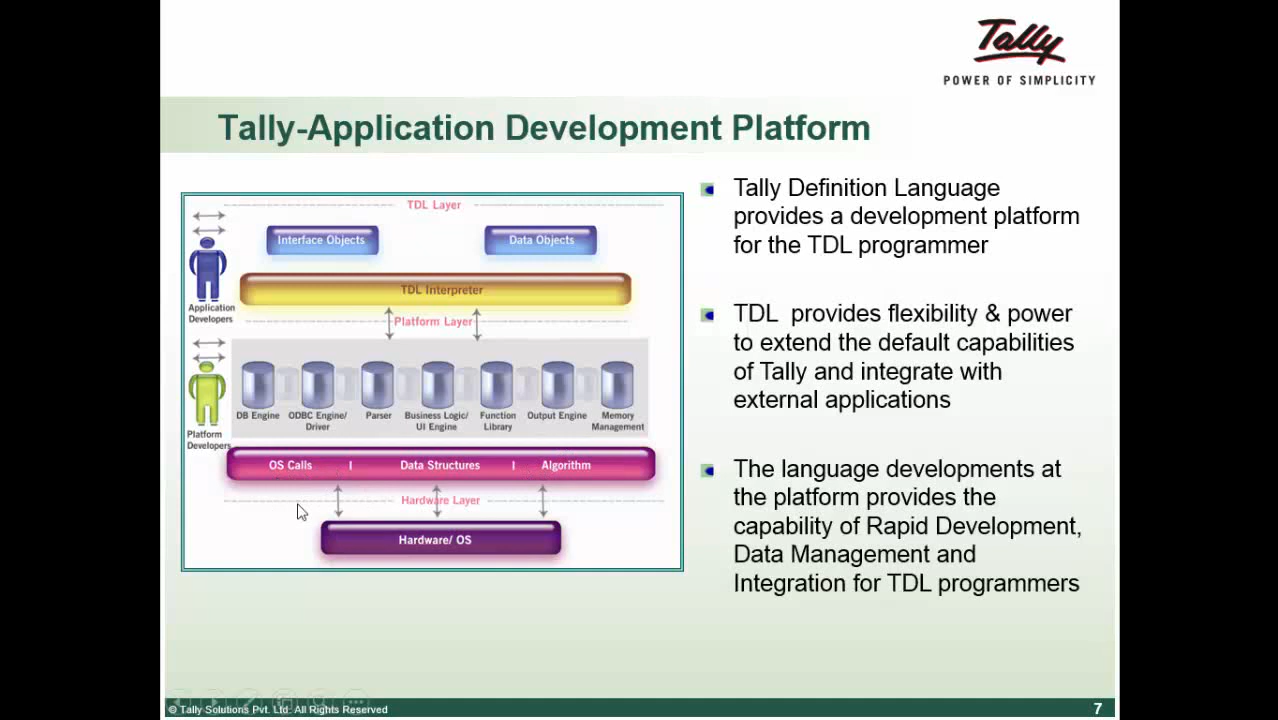 Tally
POWER OF SIMPLICITY
Tally-Application Development Platform
TDL Layer
Interface Objects
Data Objects
TDL Interpreter
Application
Developers
Platform Layer
DB Engine
ODBC Engine/
Driver
Parser
Business Logic/
UI Engine
Function
Library
Output Engine
Memory
Management
Platform
Developers
OS Calls | Data Structures | Algorithm
Hardware Layer
Hardware/ OS
Tally Definition Language
provides a development platform
for the TDL programmer
TDL provides flexibility & power
to extend the default capabilities
of Tally and integrate with
external applications
The language developments at
the platform provides the
capability of Rapid Development,
Data Management and
Integration for TDL programmers
© Tally Solutions Pvt. Ltd. All Rights Reserved
7